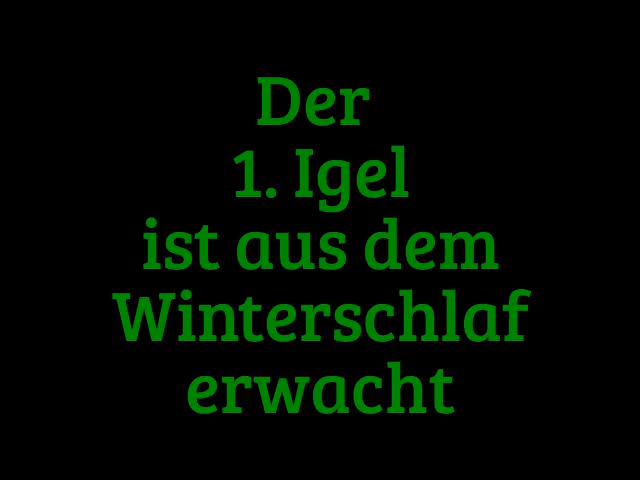 Der
1. Igel
ist aus dem
Winterschlaf
erwacht